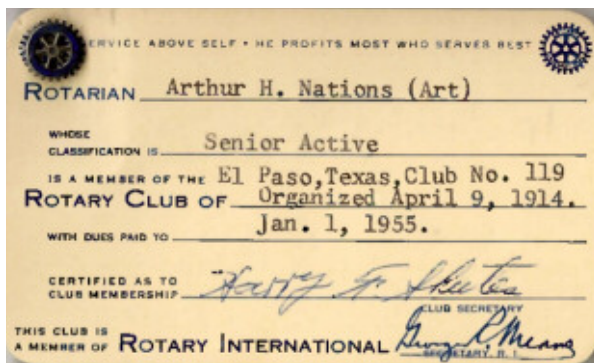 SERVICE ABOVE SELF • HE PROFITS MOST WHO SERVES BEST
ROTARIAN Arthur H. Nations (Art)
WHOSE
CLASSIFICATION IS Senior Active
IS A MEMBER OF THE El Paso,Texas,Club No. 119
ROTARY CLUB OF Organized April 9, 1914.
WITH DUES PAID TO Jan. 1, 1955.
CERTIFIED AS TO
CLUB MEMBERSHIP Harry F.
CLUB SECRETARY
THIS CLUB IS
A MEMBER OF ROTARY INTERNATIONAL George R. Means
SECRETARY, R.I.